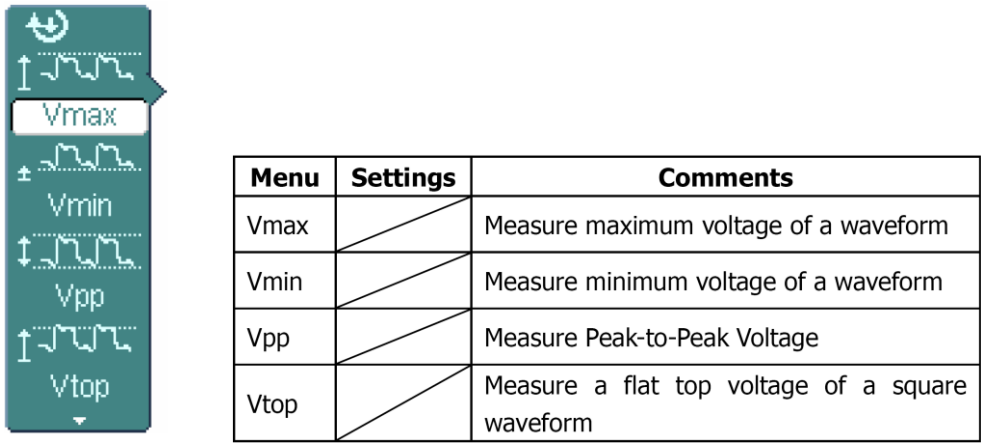 Vmax
Vmin
Vpp
Vtop
Menu Settings Comments
Vmax Measure maximum voltage of a waveform
Vmin Measure minimum voltage of a waveform
Vpp Measure Peak-to-Peak Voltage
Vtop Measure a flat top voltage of a square
waveform